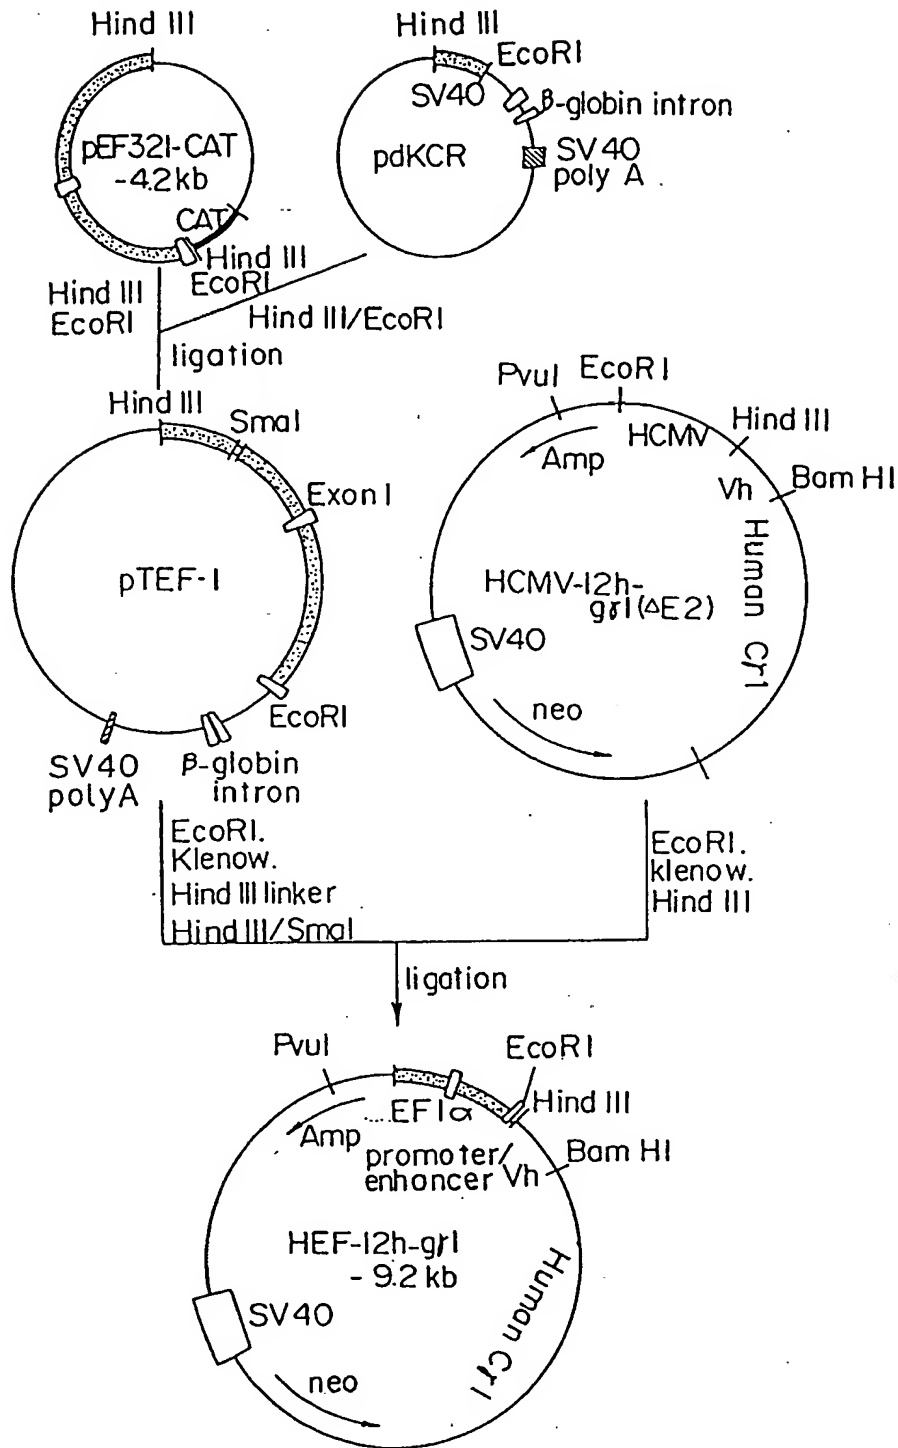 Hind III
pEF321-CAT
-4.2kb
CAT
Hind III
EcoRI
Hind III
EcoRI
SV40
β-globin intron
pdKCR
SV40
poly A
Hind III
EcoRI
Hind III/EcoRI
ligation
Hind III
SmaI
Exon I
pTEF-1
EcoRI
SV40
polyA
β-globin
intron
PvuI
EcoRI
HCMV
Hind III
Amp
Vh
Bam HI
Human Cγ1
HCMV-12h-
gγ1(ΔE2)
SV40
neo
EcoRI.
Klenow.
Hind III linker
Hind III/SmaI
EcoRI.
klenow.
Hind III
ligation
PvuI
EcoRI
Hind III
EF1α
Amp
promoter/
enhancer
Vh
Bam HI
HEF-12h-gγ1
- 9.2 kb
Human Cγ1
SV40
neo